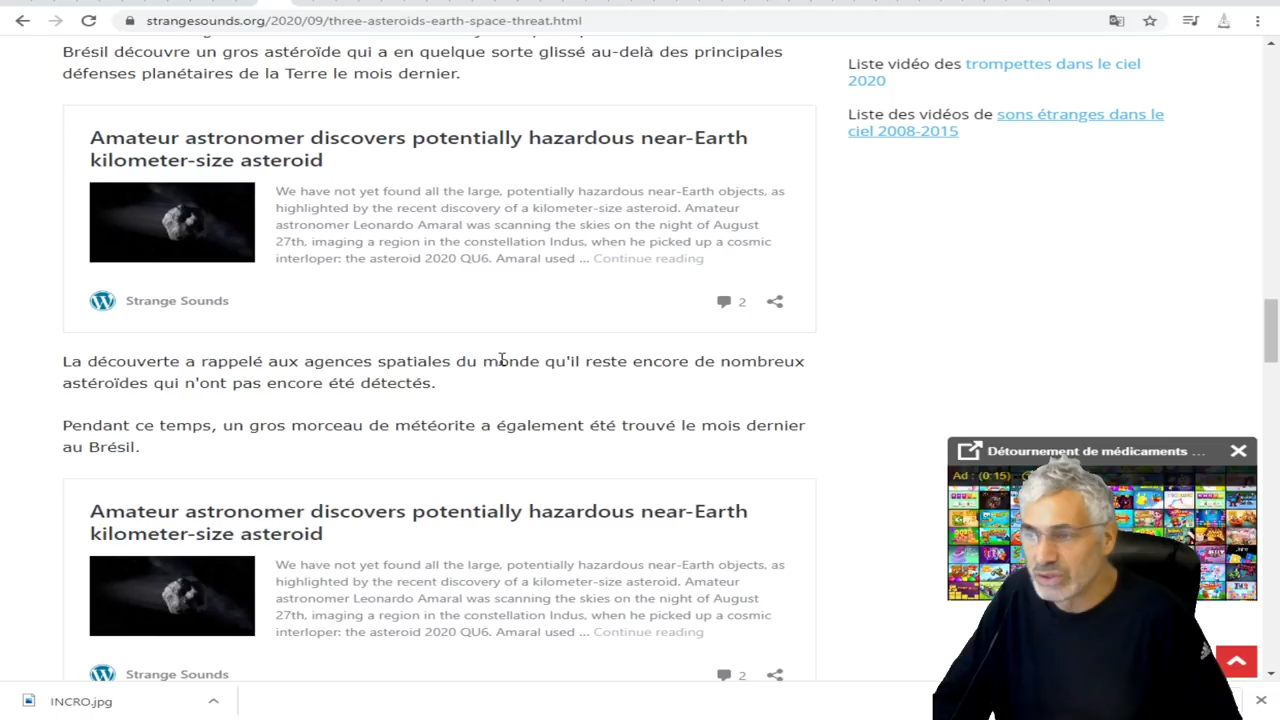 strangesounds.org/2020/09/three-asteroids-earth-space-threat.html
Brésil découvre un gros astéroïde qui a en quelque sorte glissé au-delà des principales
défenses planétaires de la Terre le mois dernier.
Amateur astronomer discovers potentially hazardous near-Earth
kilometer-size asteroid
We have not yet found all the large, potentially hazardous near-Earth objects, as
highlighted by the recent discovery of a kilometer-size asteroid. Amateur
astronomer Leonardo Amaral was scanning the skies on the night of August
27th, imaging a region in the constellation Indus, when he picked up a cosmic
interloper: the asteroid 2020 QU6. Amaral used ... Continue reading
Strange Sounds
2
La découverte a rappelé aux agences spatiales du monde qu'il reste encore de nombreux
astéroïdes qui n'ont pas encore été détectés.
Pendant ce temps, un gros morceau de météorite a également été trouvé le mois dernier
au Brésil.
Amateur astronomer discovers potentially hazardous near-Earth
kilometer-size asteroid
We have not yet found all the large, potentially hazardous near-Earth objects, as
highlighted by the recent discovery of a kilometer-size asteroid. Amateur
astronomer Leonardo Amaral was scanning the skies on the night of August
27th, imaging a region in the constellation Indus, when he picked up a cosmic
interloper: the asteroid 2020 QU6. Amaral used ... Continue reading
Strange Sounds
2
Liste vidéo des trompettes dans le ciel
2020
Liste des vidéos de sons étranges dans le
ciel 2008-2015
Détournement de médicaments ...
Ad : (0:15)
INCRO.jpg